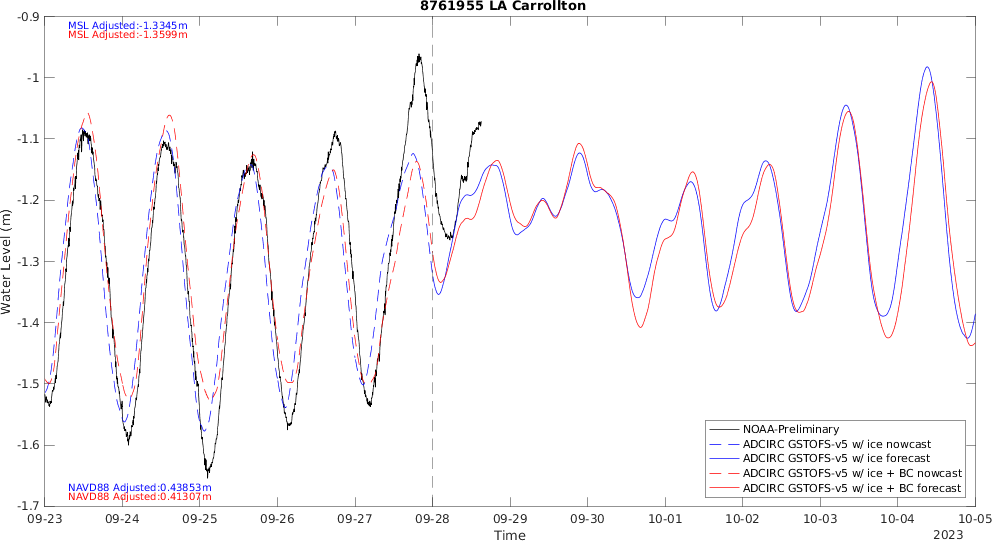 8761955 LA Carrollton
MSL Adjusted:-1.3345m
MSL Adjusted:-1.3599m
-0.9
-1
-1.1
-1.2
-1.3
-1.4
-1.5
-1.6
-1.7
Water Level (m)
NAVD88 Adjusted:0.43853m
NAVD88 Adjusted:0.41307m
NOAA-Preliminary
ADCIRC GSTOFS-v5 w/ ice nowcast
ADCIRC GSTOFS-v5 w/ ice forecast
ADCIRC GSTOFS-v5 w/ ice + BC nowcast
ADCIRC GSTOFS-v5 w/ ice + BC forecast
09-23 09-24 09-25 09-26 09-27 09-28 09-29 09-30 10-01 10-02 10-03 10-04 10-05
Time
2023